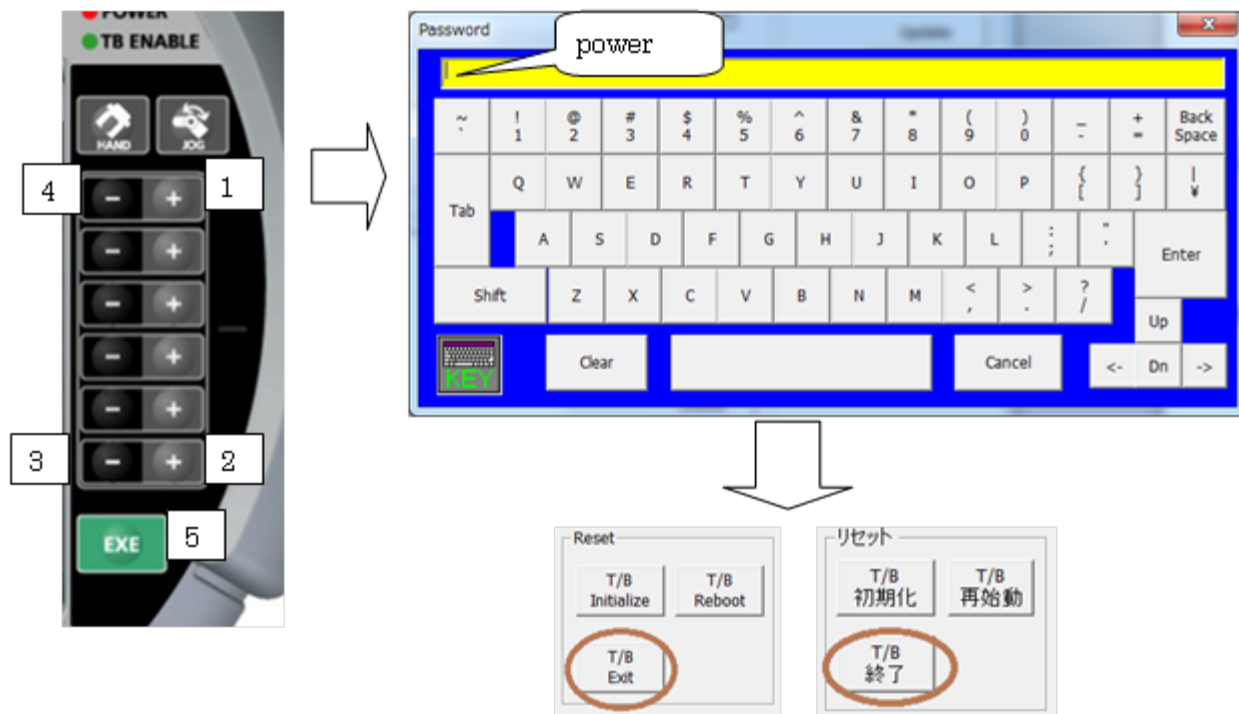 POWER
TB ENABLE
HAND
JOG
4
1
- +
- +
- +
- +
- +
- +
3
2
EXE
5
Password
power
~ ! @ # $ % ^ & * ( ) _ + Back
` 1 2 3 4 5 6 7 8 9 0 - = Space
Tab Q W E R T Y U I O P { [ } ] | ¥
A S D F G H J K L : ; " ' Enter
Shift Z X C V B N M < , > . ? /
Up
KEY
Clear
Cancel
<- Dn ->
Reset
T/B
Initialize
T/B
Reboot
T/B
Exit
リセット
T/B
初期化
T/B
再始動
T/B
終了